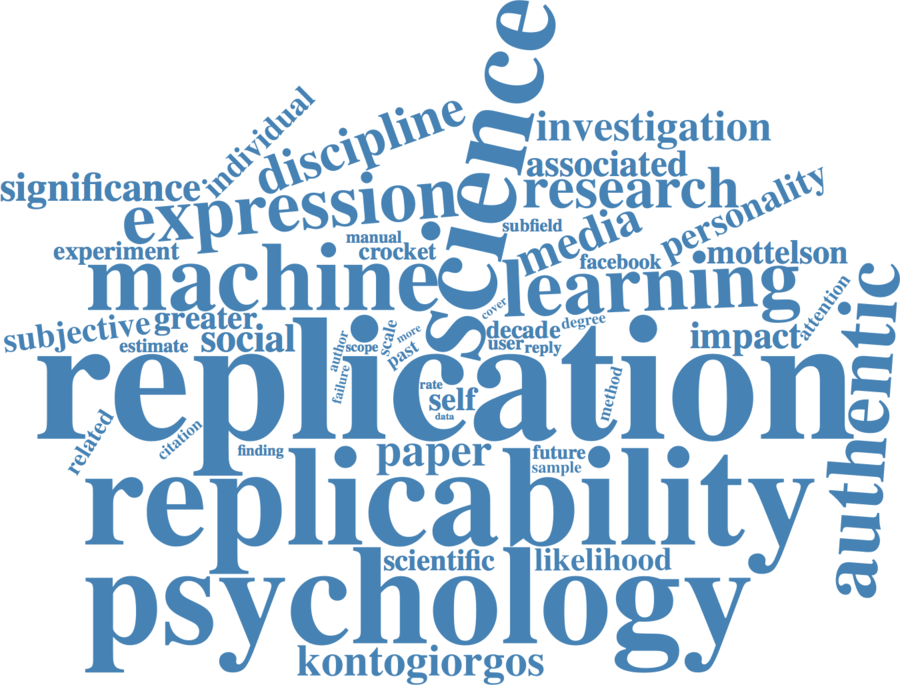 science
individual
discipline
investigation
associated
significance
expression
research
personality
subfield
manual
media
experiment
crocket
facebook
mottelson
machine
learning
cover
attention
authentic
subjective
greater
degree
decade
impact
social
estimate
user
reply
author
scope
scale
more
past
failure
replication
rate
self
data
method
related
citation
finding
paper
future
sample
replicability
scientific
likelihood
psychology
kontogiorgos